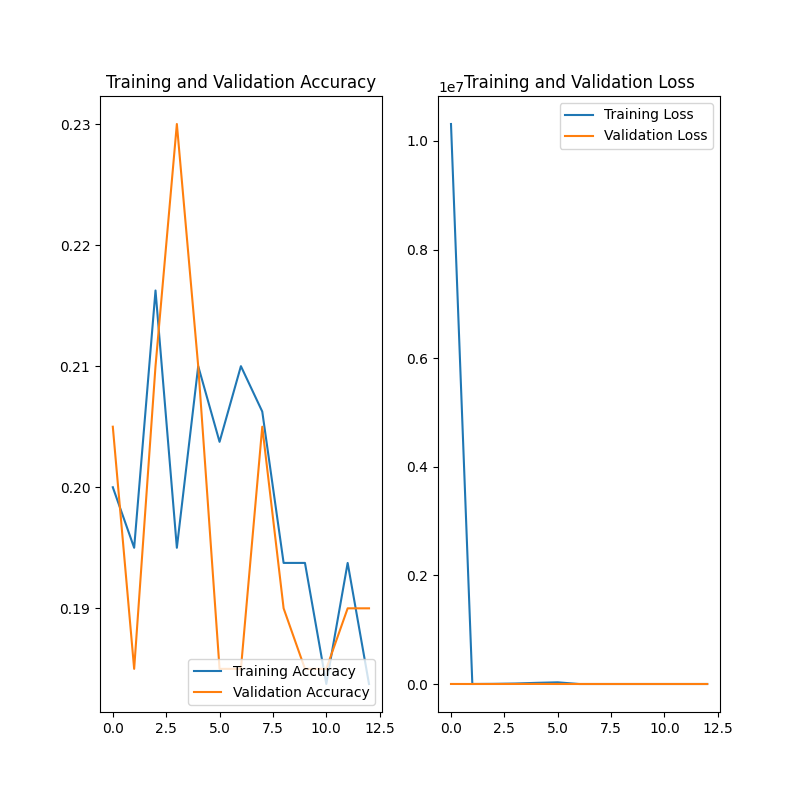 Training and Validation Accuracy
0.23
0.22
0.21
0.20
0.19
Training Accuracy
Validation Accuracy
0.0 2.5 5.0 7.5 10.0 12.5
Training and Validation Loss
1e7
Training Loss
Validation Loss
1.0
0.8
0.6
0.4
0.2
0.0
0.0 2.5 5.0 7.5 10.0 12.5